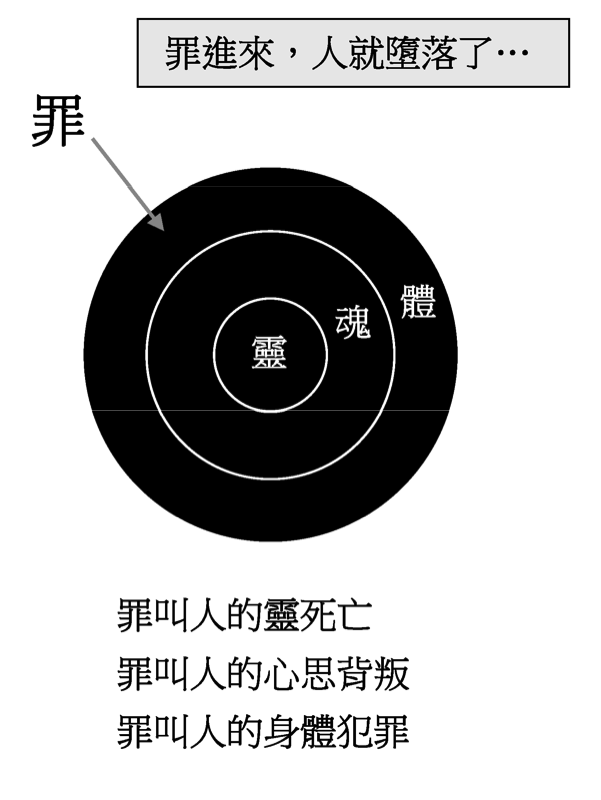 罪進來，人就墮落了…
罪
體
魂
靈
罪叫人的靈死亡
罪叫人的心思背叛
罪叫人的身體犯罪